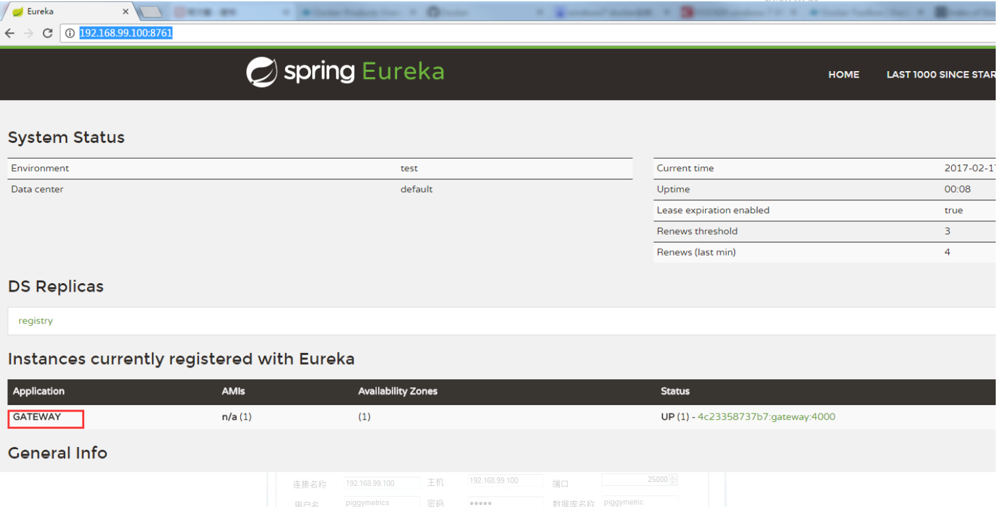 Eureka
192.168.99.100:8761
spring Eureka
HOME LAST 1000 SINCE STAR
System Status
Environment test
Data center default
Current time 2017-02-17
Uptime 00:08
Lease expiration enabled true
Renews threshold 3
Renews (last min) 4
DS Replicas
registry
Instances currently registered with Eureka
Application AMIs Availability Zones Status
GATEWAY n/a (1) (1) UP (1) - 4c23358737b7:gateway:4000
General Info
连接名称 192.168.99.100 主机 192.168.99.100 端口 25000
用户名 piggymetrics 密码 ●●●●● 数据库名称 piggymetric